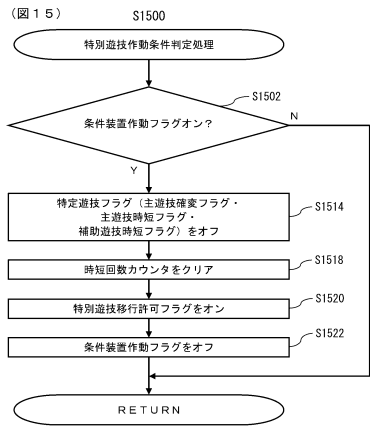 (図15)
S1500
特別遊技作動条件判定処理
S1502
条件装置作動フラグオン?
N
Y
特定遊技フラグ(主遊技確変フラグ・
主遊技時短フラグ・
補助遊技時短フラグ)をオフ
S1514
時短回数カウンタをクリア
S1518
特別遊技移行許可フラグをオン
S1520
条件装置作動フラグをオフ
S1522
RETURN